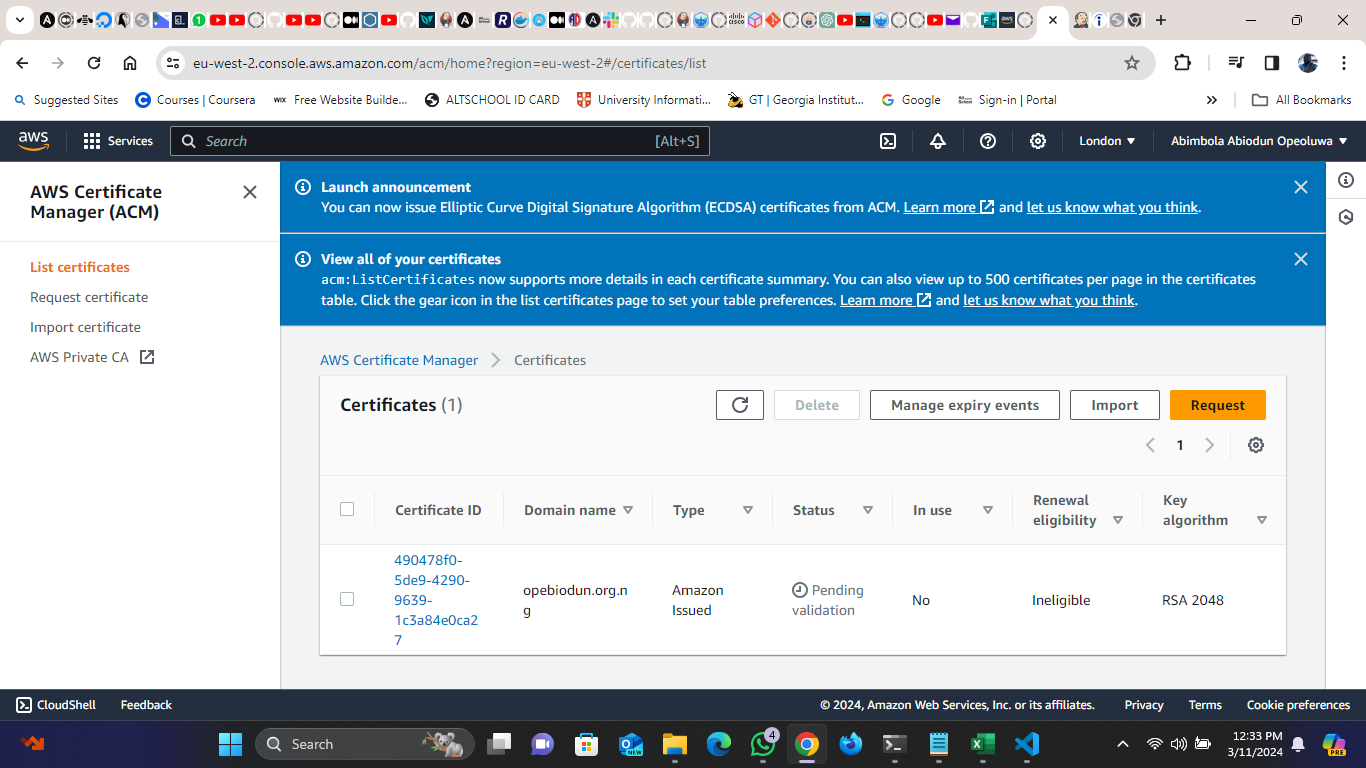 eu-west-2.console.aws.amazon.com/acm/home?region=eu-west-2#/certificates/list
Suggested Sites
Courses | Coursera
WIX Free Website Builde...
ALTSCHOOL ID CARD
University Informati...
GT | Georgia Institut...
Google
Sign-in | Portal
All Bookmarks
aws
Services
Search [Alt+S]
London
Abimbola Abiodun Opeoluwa
AWS Certificate
Manager (ACM)
List certificates
Request certificate
Import certificate
AWS Private CA
Launch announcement
You can now issue Elliptic Curve Digital Signature Algorithm (ECDSA) certificates from ACM. Learn more and let us know what you think.
View all of your certificates
acm:ListCertificates now supports more details in each certificate summary. You can also view up to 500 certificates per page in the certificates
table. Click the gear icon in the list certificates page to set your table preferences. Learn more and let us know what you think.
AWS Certificate Manager > Certificates
Certificates (1)
Delete
Manage expiry events
Import
Request
1
Certificate ID
Domain name
Type
Status
In use
Renewal
eligibility
Key
algorithm
490478f0-
5de9-4290-
9639-
1c3a84e0ca2
7
opebiodun.org.n
g
Amazon
Issued
Pending
validation
No
Ineligible
RSA 2048
CloudShell
Feedback
© 2024, Amazon Web Services, Inc. or its affiliates.
Privacy
Terms
Cookie preferences
Search
NEW
4
12:33 PM
3/11/2024
PRE